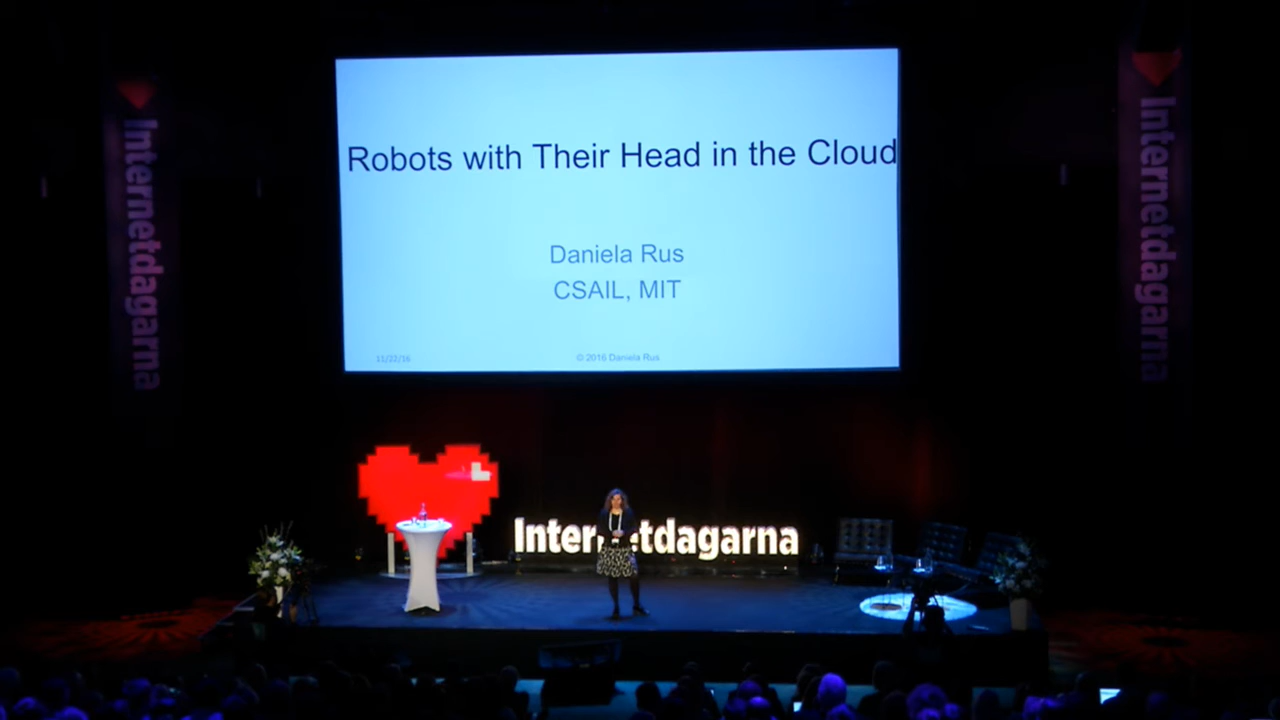 Robots with Their Head in the Cloud
Daniela Rus
CSAIL, MIT
11/22/16
© 2016 Daniela Rus
Internetdagarna
Internetdagarna
Internetdagarna